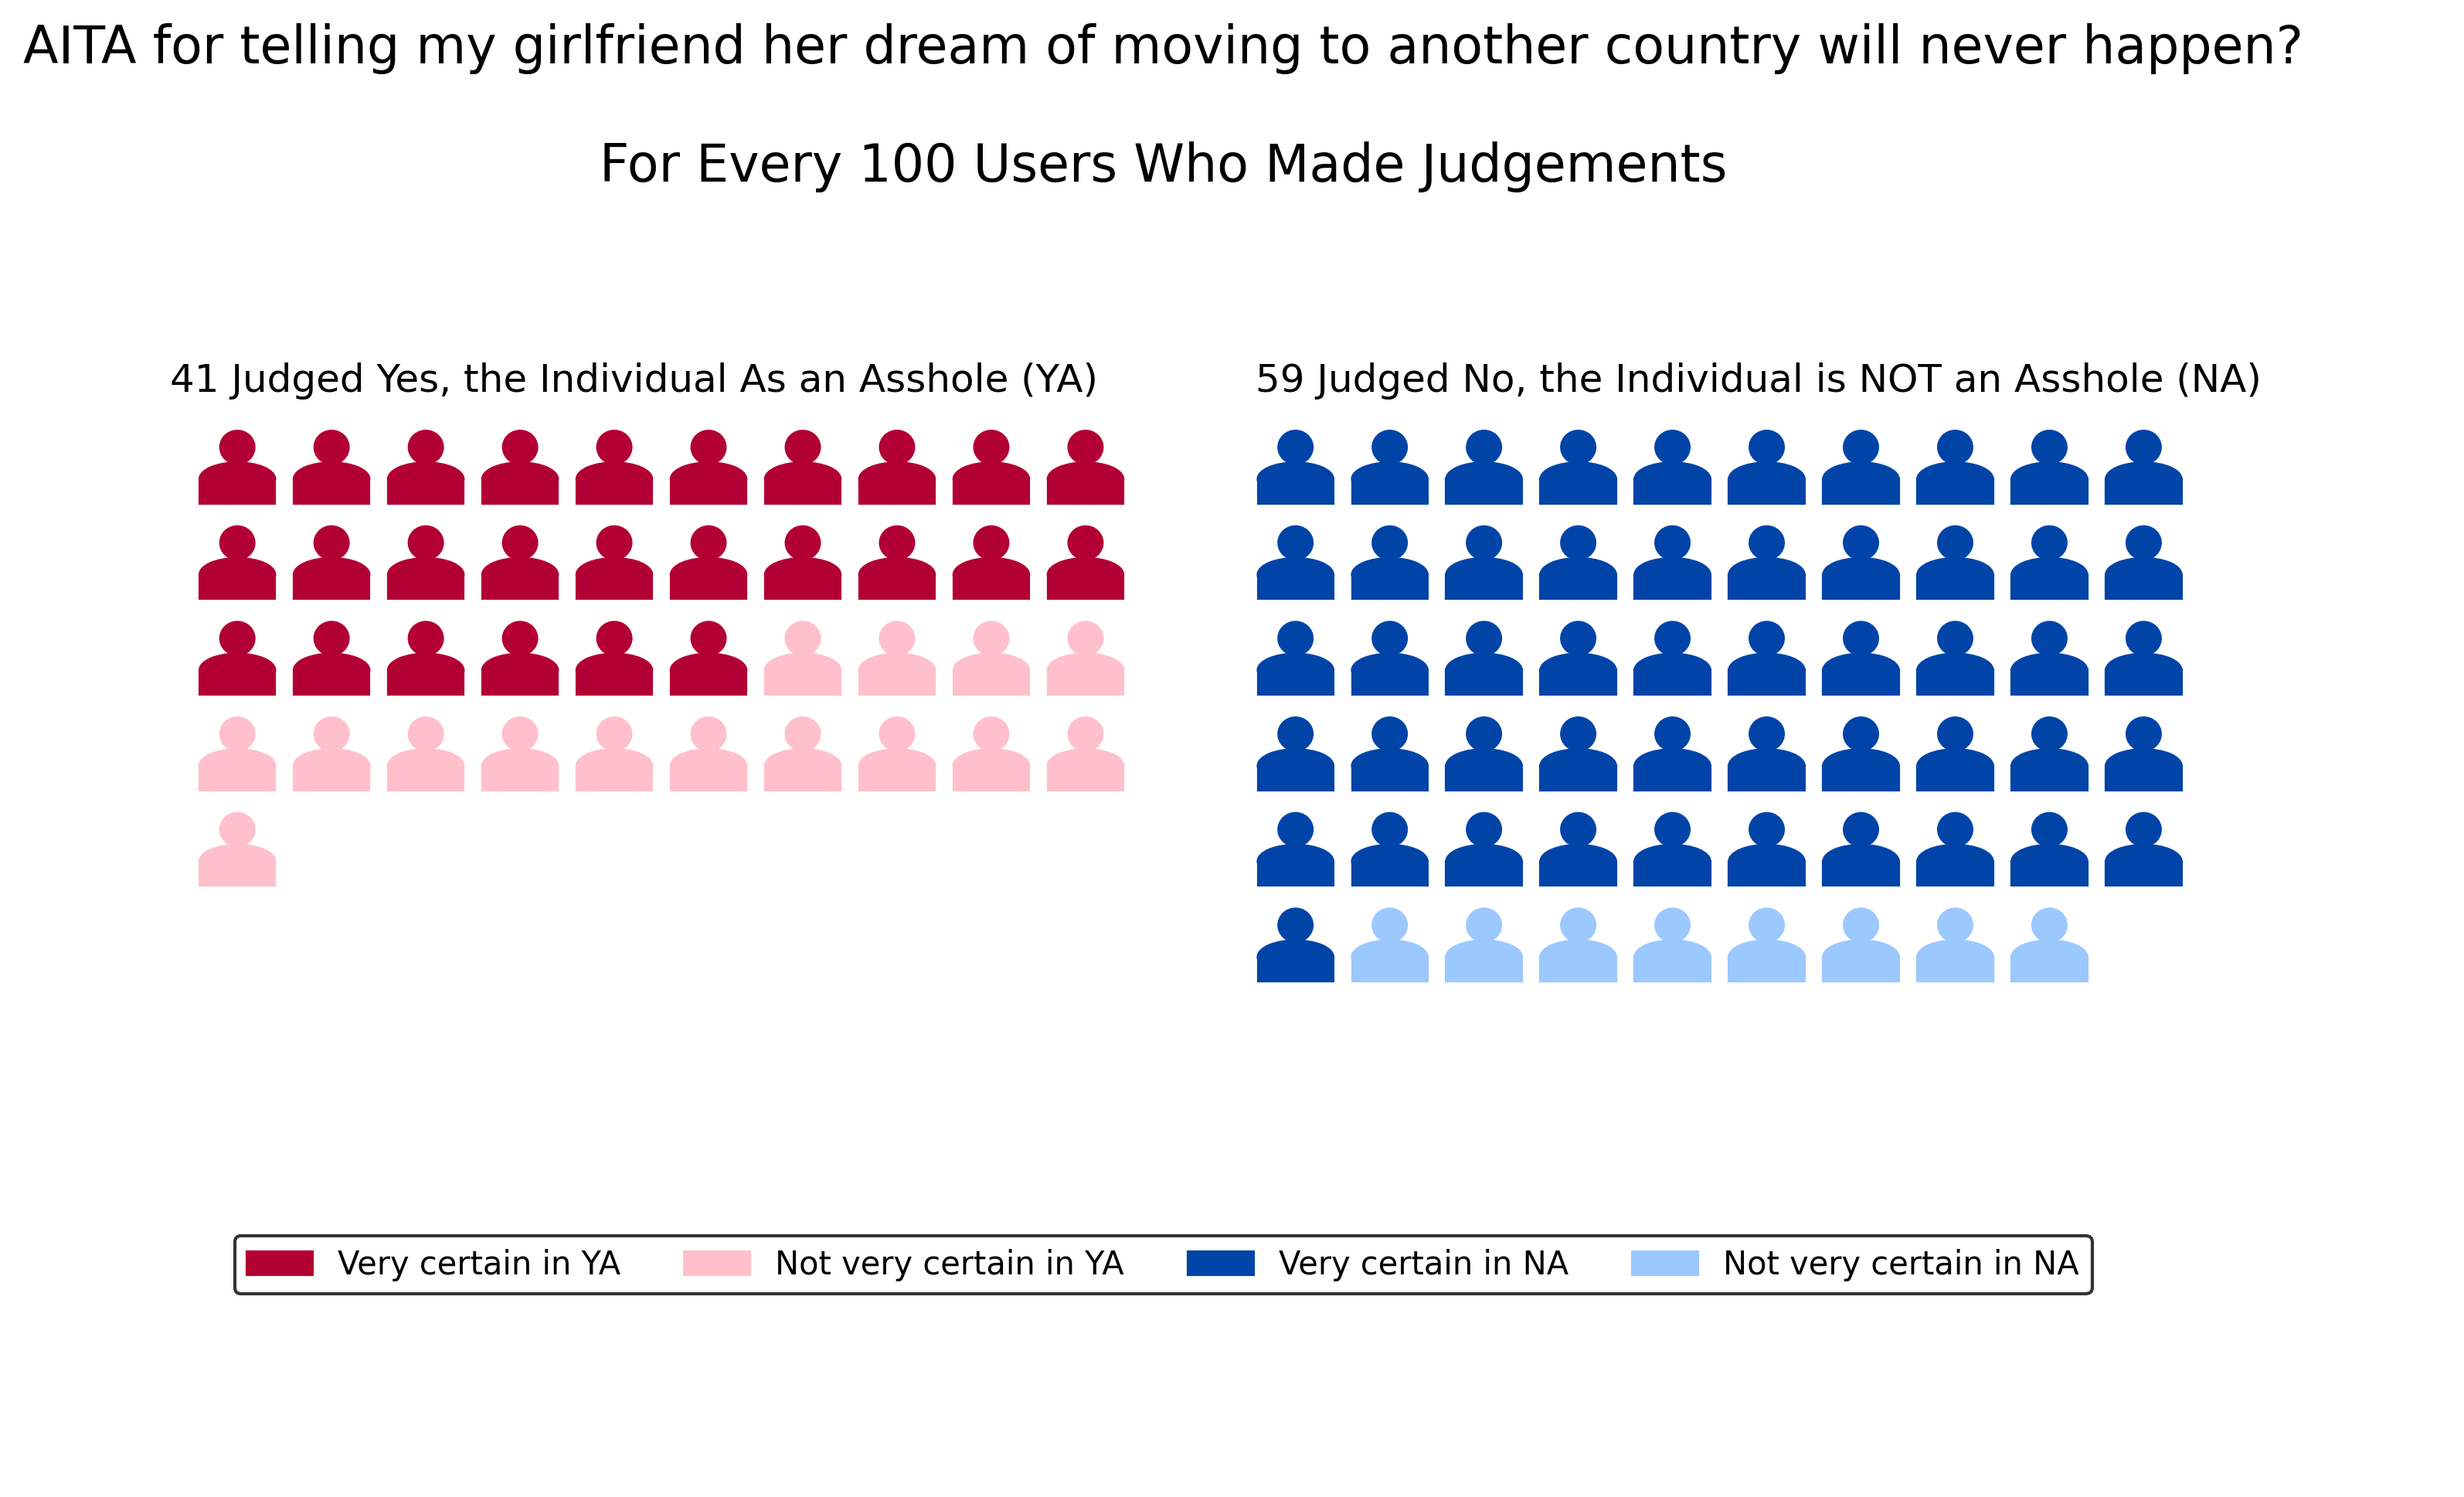 AITA for telling my girlfriend her dream of moving to another country will never happen?
For Every 100 Users Who Made Judgements
41 Judged Yes, the Individual As an Asshole (YA)
59 Judged No, the Individual is NOT an Asshole (NA)
Very certain in YA
Not very certain in YA
Very certain in NA
Not very certain in NA